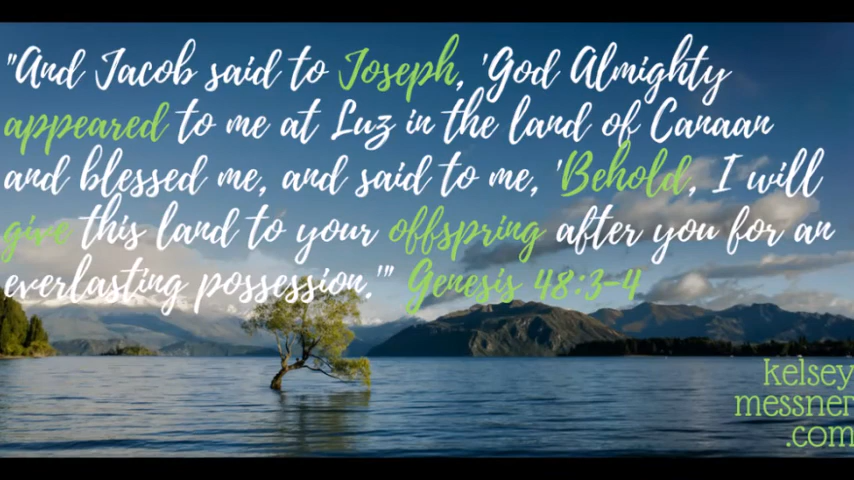 "And Jacob said to Joseph, 'God Almighty
appeared to me at Luz in the land of Canaan
and blessed me, and said to me, 'Behold, I will
give this land to your offspring after you for an
everlasting possession.'" Genesis 48:3-4
kelsey
messner
.com